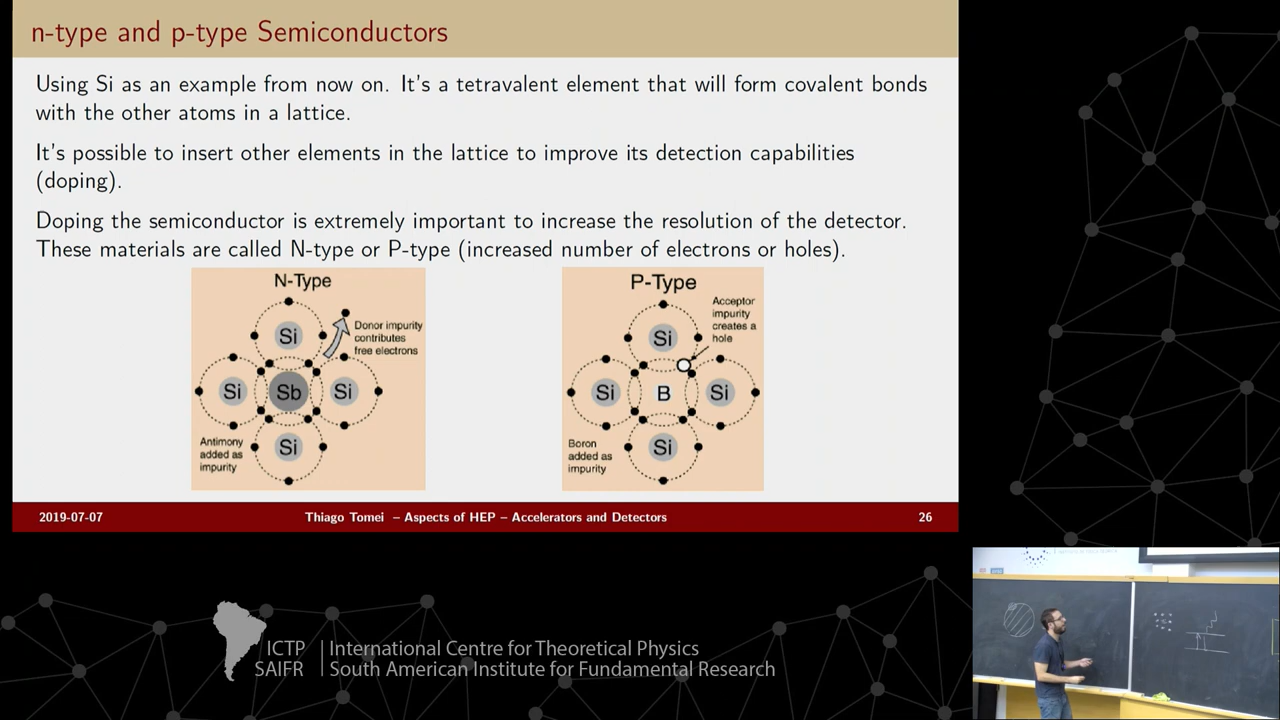 n-type and p-type Semiconductors
Using Si as an example from now on. It's a tetravalent element that will form covalent bonds
with the other atoms in a lattice.
It's possible to insert other elements in the lattice to improve its detection capabilities
(doping).
Doping the semiconductor is extremely important to increase the resolution of the detector.
These materials are called N-type or P-type (increased number of electrons or holes).
N-Type
Si
Donor impurity
contributes
free electrons
Si
Sb
Si
Antimony
added as
impurity
Si
P-Type
Acceptor
impurity
creates a
hole
Si
Si
B
Si
Boron
added as
impurity
Si
2019-07-07
Thiago Tomei – Aspects of HEP – Accelerators and Detectors
26
ICTP
SAIFR
International Centre for Theoretical Physics
South American Institute for Fundamental Research